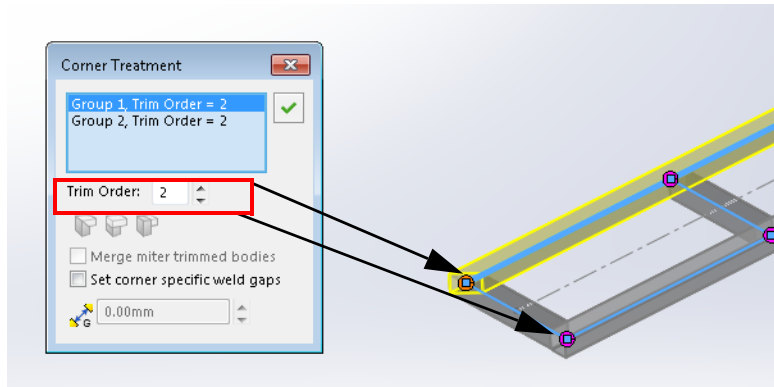 Corner Treatment
Group 1, Trim Order = 2
Group 2, Trim Order = 2
Trim Order: 2
Merge miter trimmed bodies
Set corner specific weld gaps
G 0.00mm